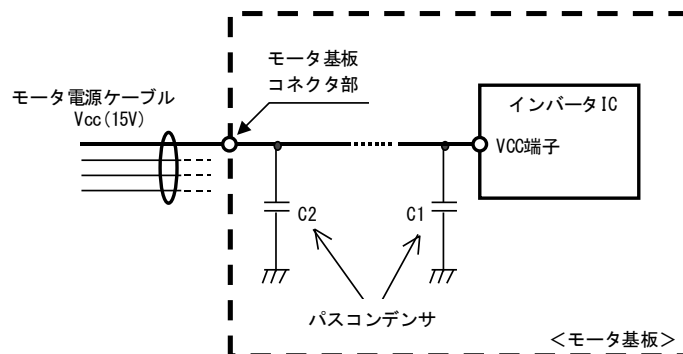 モータ基板
コネクタ部
モータ電源ケーブル
Vcc(15V)
インバータIC
VCC端子
C2
C1
パスコンデンサ
<モータ基板>